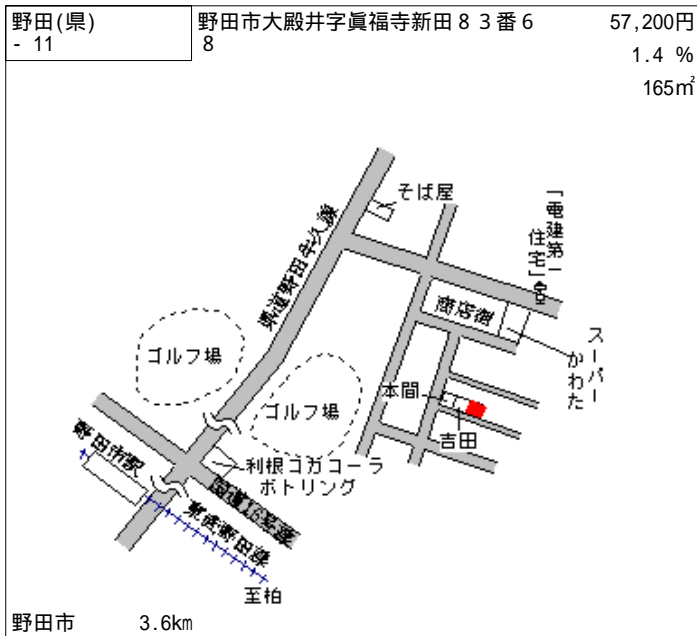 野田(県)
- 11
野田市大殿井字眞福寺新田８３番６
８
57,200円
1.4 %
165㎡
そば屋
県道野田牛久線
「電建第一
住宅」
商店街
スーパー
かわた
ゴルフ場
ゴルフ場
本間
吉田
利根コカコーラ
ボトリング
野田市駅
国道16号線
東武野田線
至柏
野田市
3.6km